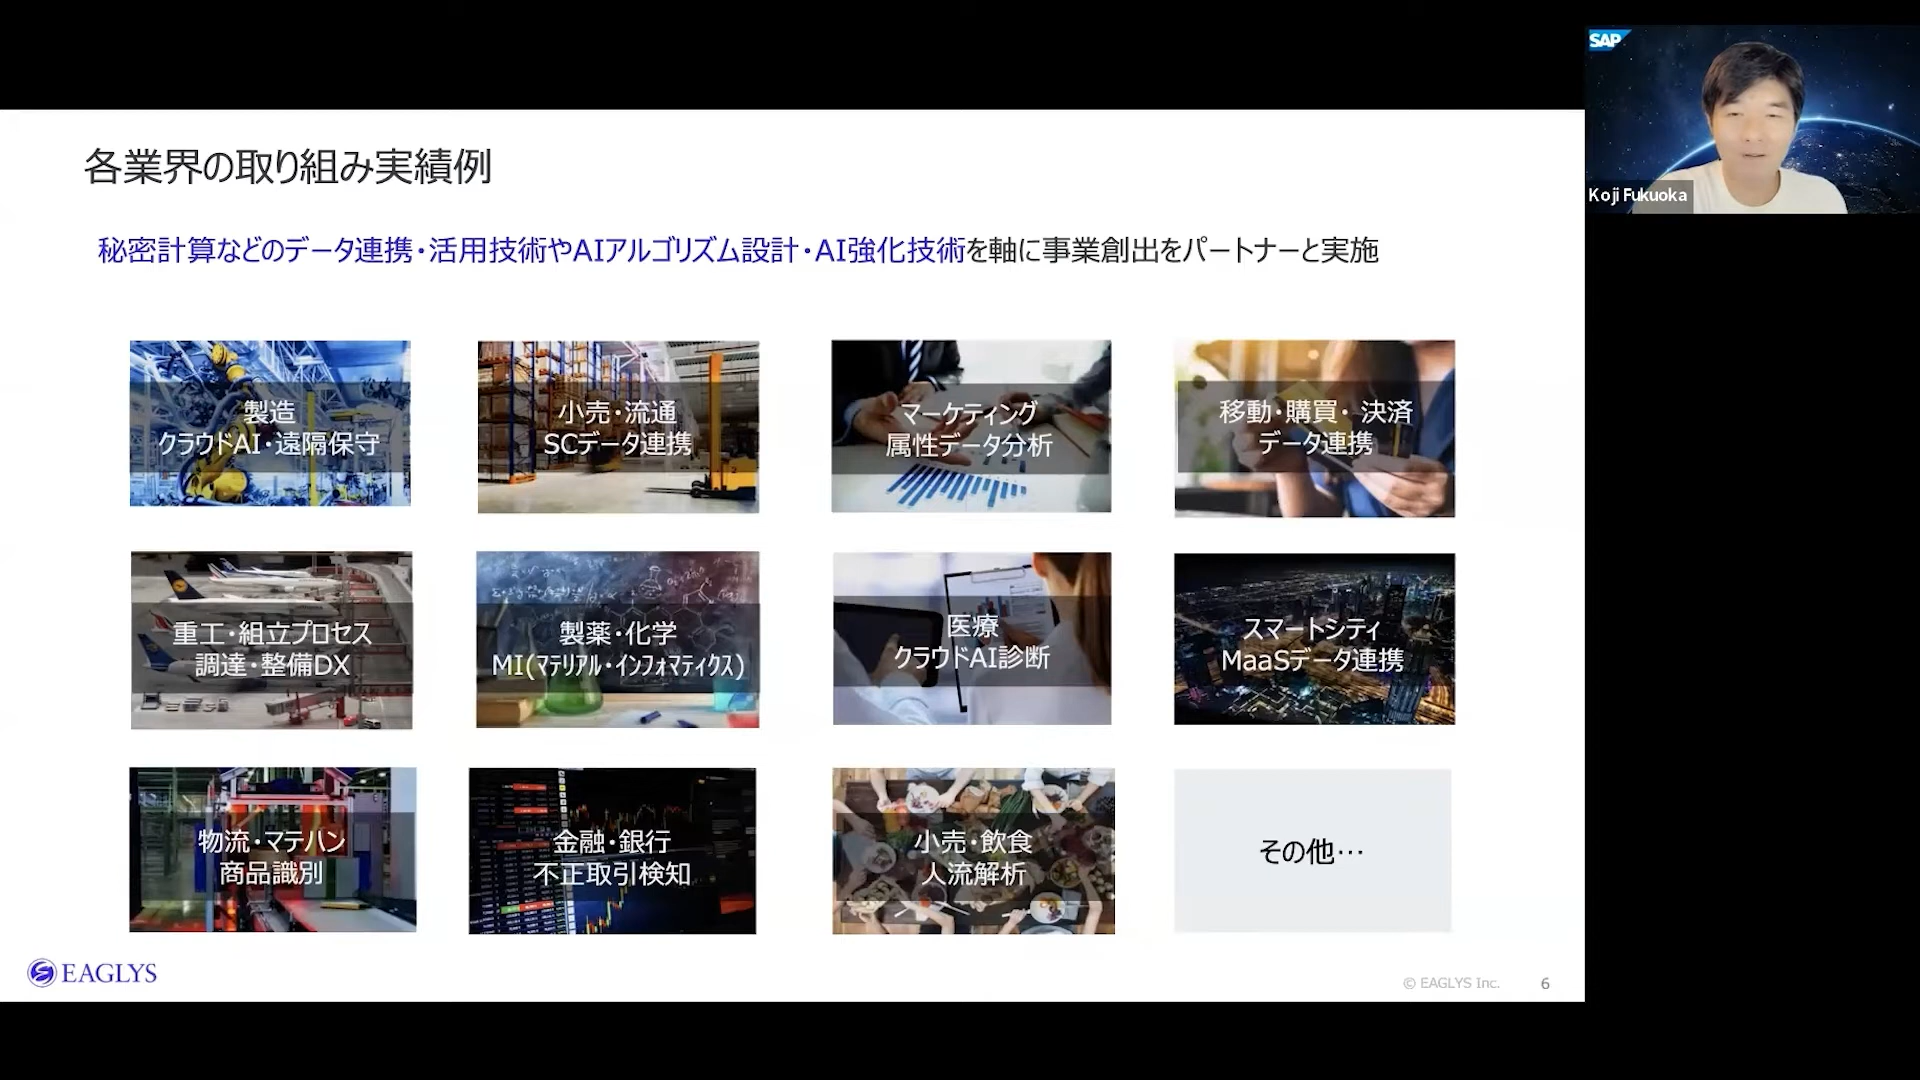 各業界の取り組み実績例
秘密計算などのデータ連携・活用技術やAIアルゴリズム設計・AI強化技術を軸に事業創出をパートナーと実施
製造
クラウドAI・遠隔保守
小売・流通
SCデータ連携
マーケティング
属性データ分析
移動・購買・決済
データ連携
重工・組立プロセス
調達・整備DX
製薬・化学
MI(マテリアル・インフォマティクス)
医療
クラウドAI診断
スマートシティ
MaaSデータ連携
物流・マテハン
商品識別
金融・銀行
不正取引検知
小売・飲食
人流解析
その他…
EAGLYS
© EAGLYS Inc.
6
SAP
Koji Fukuoka